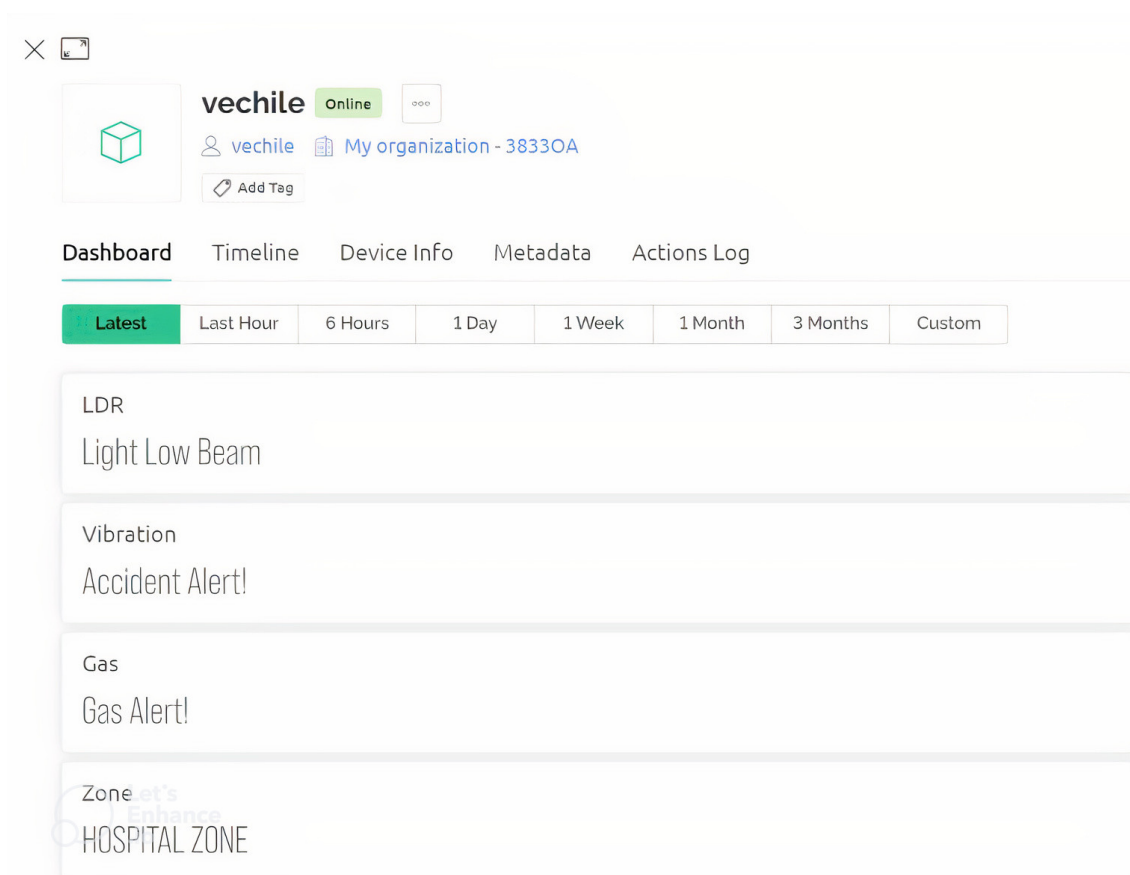 vechile Online
vechile My organization - 3833OA
Add Tag
Dashboard Timeline Device Info Metadata Actions Log
Latest Last Hour 6 Hours 1 Day 1 Week 1 Month 3 Months Custom
LDR
Light Low Beam
Vibration
Accident Alert!
Gas
Gas Alert!
Zone
Let's
Enhance
HOSPITAL ZONE